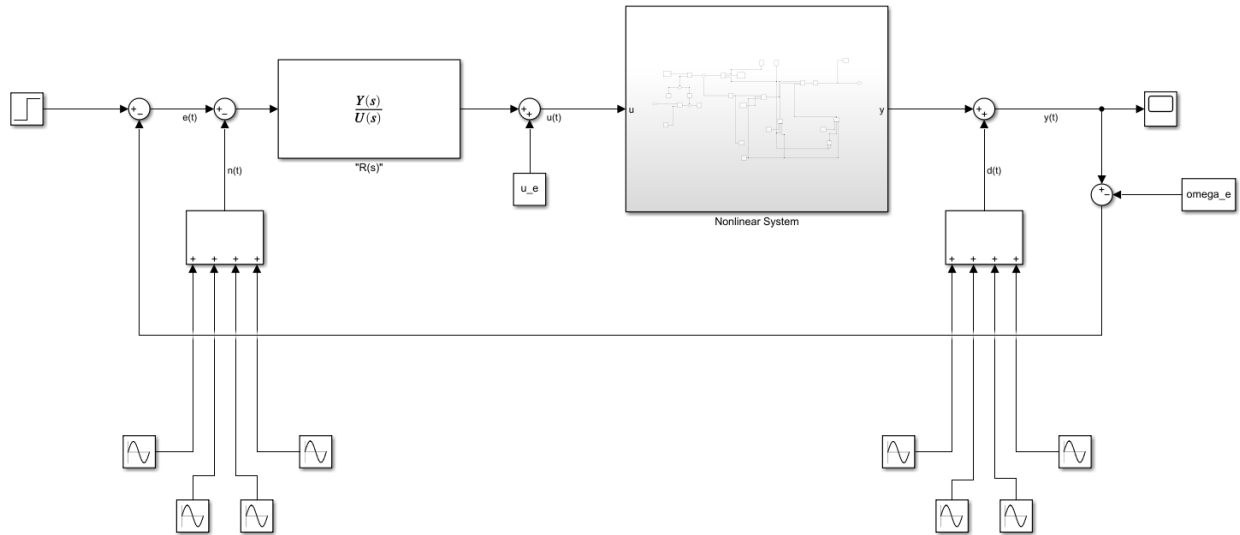 Y(s)
U(s)
e(t)
u(t)
u
y
y(t)
n(t)
"R(s)"
u_e
d(t)
omega_e
Nonlinear System